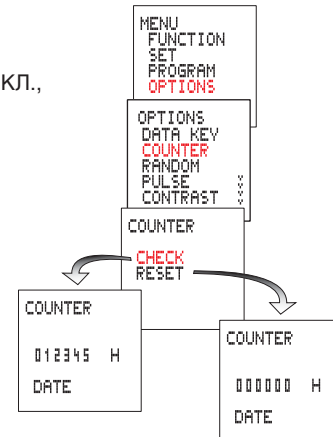 MENU
FUNCTION
SET
PROGRAM
OPTIONS
КЛ.,
OPTIONS
DATA KEY
COUNTER
RANDOM
PULSE
CONTRAST
COUNTER
CHECK
RESET
COUNTER
012345 H
DATE
COUNTER
000000 H
DATE